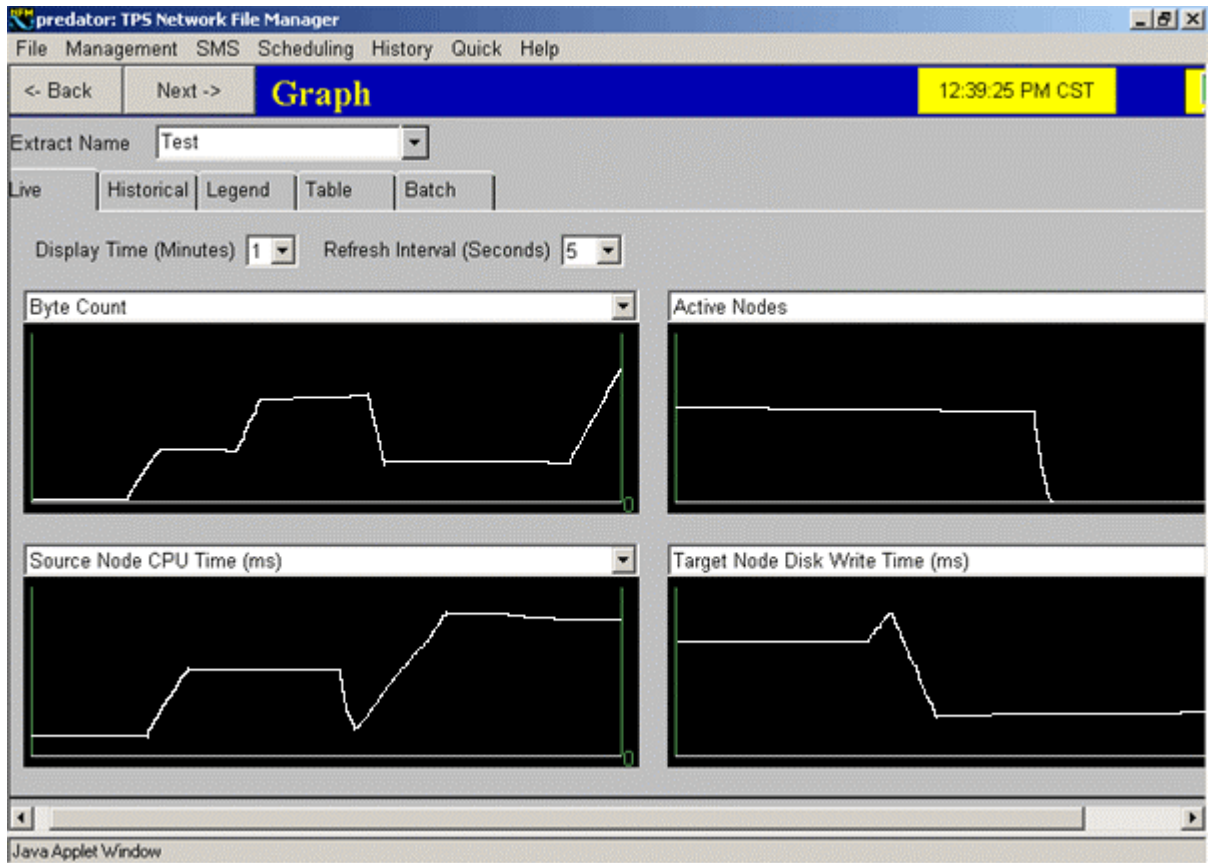 NFM predator: TPS Network File Manager
File Management SMS Scheduling History Quick Help
<- Back Next -> Graph 12:39:25 PM CST
Extract Name Test
Live Historical Legend Table Batch
Display Time (Minutes) 1 Refresh Interval (Seconds) 5
Byte Count Active Nodes
0
Source Node CPU Time (ms) Target Node Disk Write Time (ms)
0
Java Applet Window